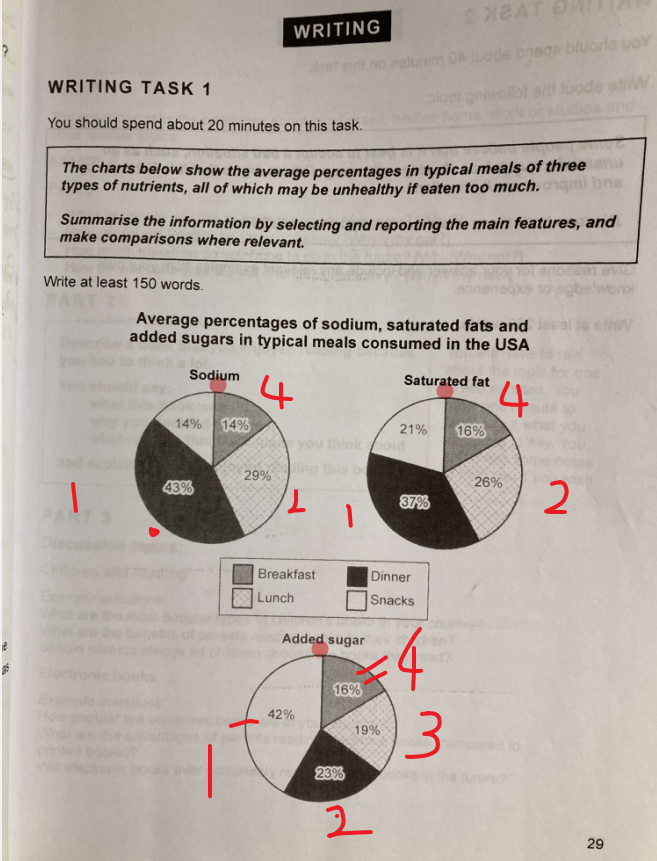 WRITING
WRITING TASK 1
You should spend about 20 minutes on this task.
The charts below show the average percentages in typical meals of three
types of nutrients, all of which may be unhealthy if eaten too much.
Summarise the information by selecting and reporting the main features, and
make comparisons where relevant.
Write at least 150 words.
Average percentages of sodium, saturated fats and
added sugars in typical meals consumed in the USA
Sodium 4
14% 14%
29%
43%
1
Saturated fat 4
21% 16%
26%
37%
1 2
Breakfast Dinner
Lunch Snacks
Added sugar
4
16%
42%
19%
3
23%
1
2
29